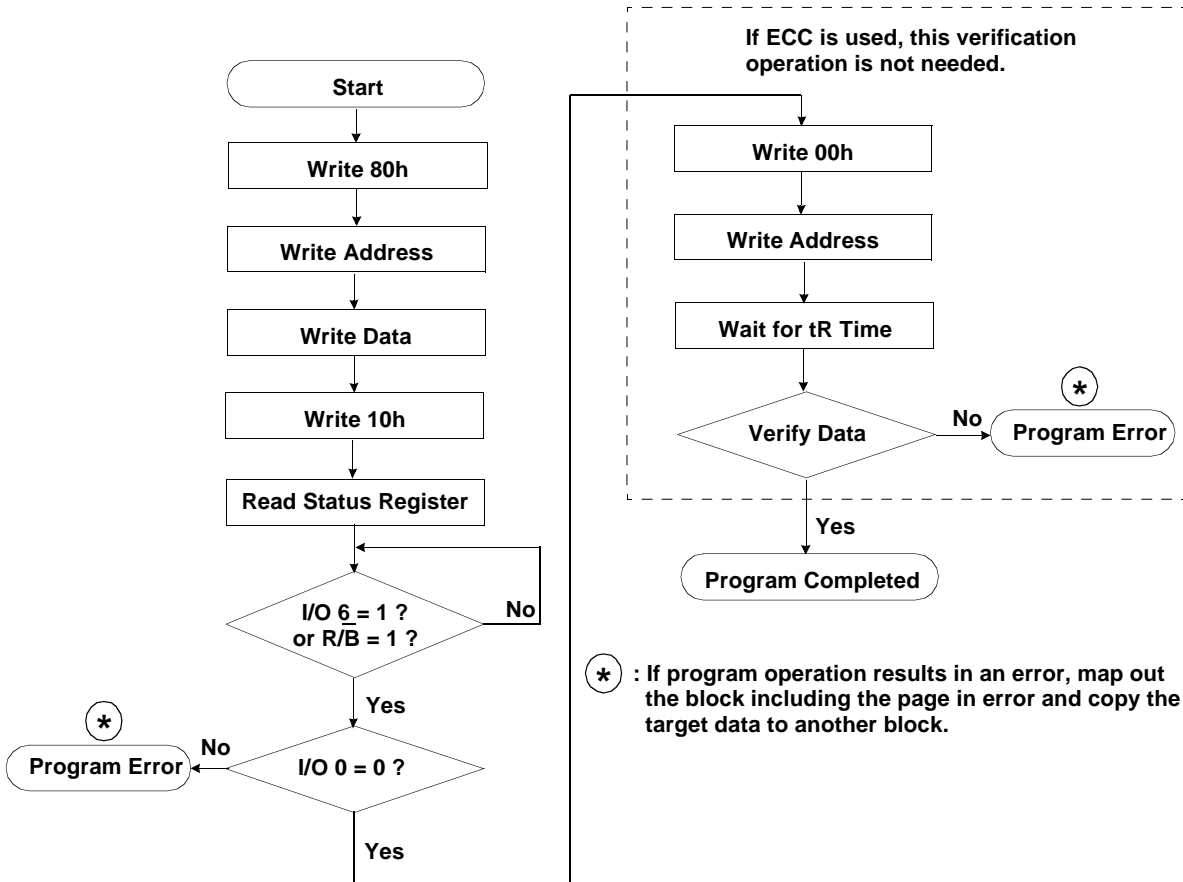 Start
Write 80h
Write Address
Write Data
Write 10h
Read Status Register
I/O 6 = 1 ?
or R/B̅ = 1 ?
No
Yes
*
No
Program Error
I/O 0 = 0 ?
Yes
If ECC is used, this verification
operation is not needed.
Write 00h
Write Address
Wait for tR Time
Verify Data
No
*
Program Error
Yes
Program Completed
* : If program operation results in an error, map out
the block including the page in error and copy the
target data to another block.